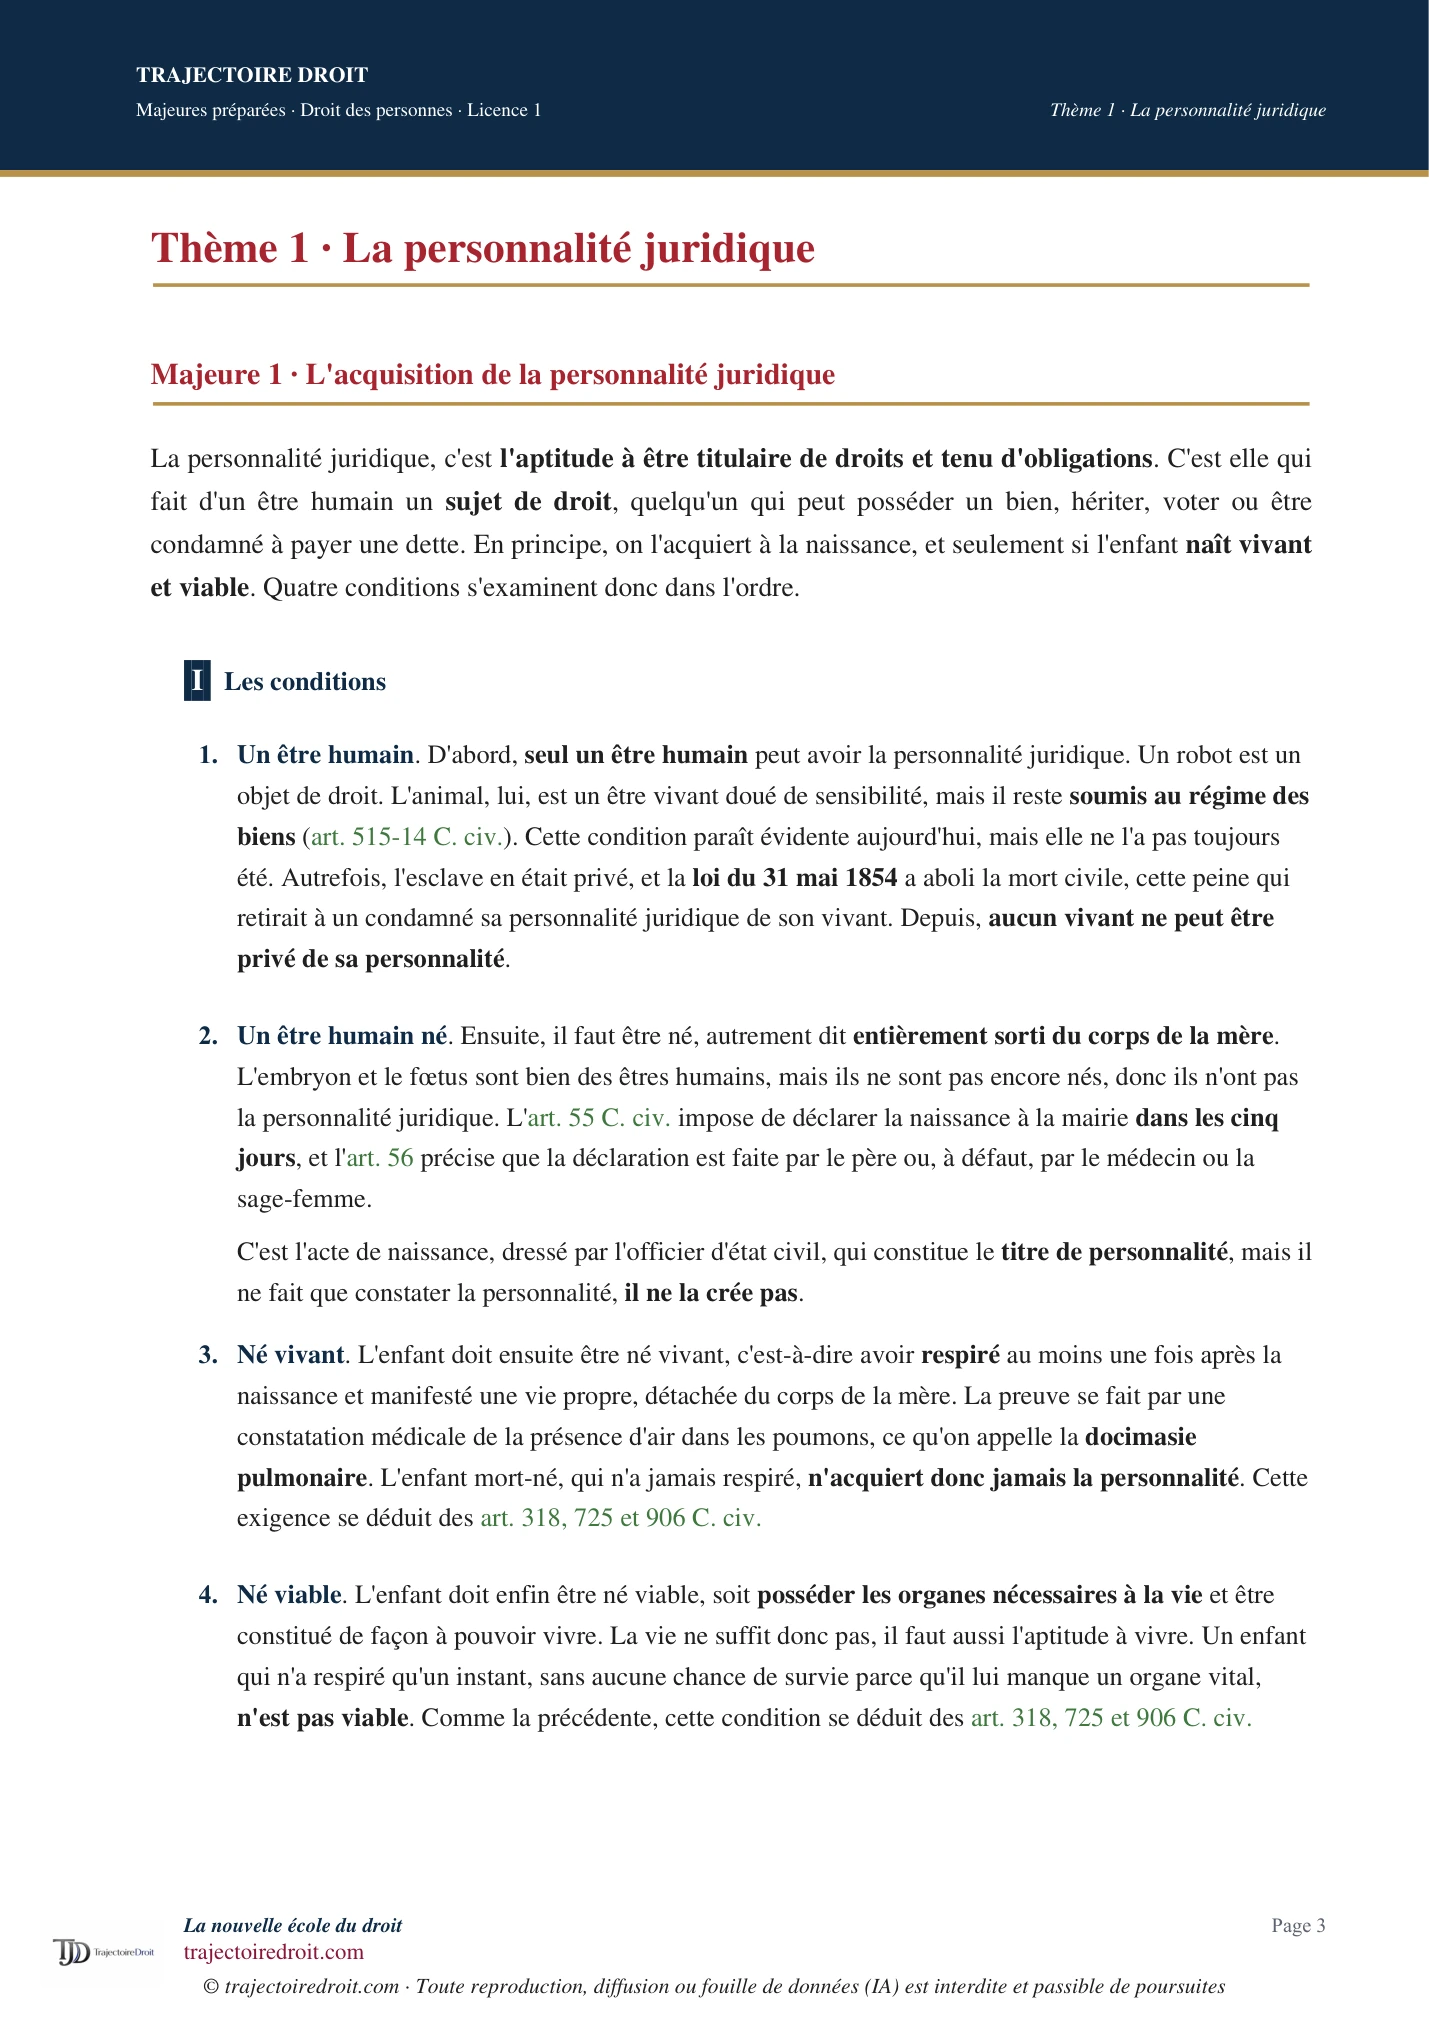 TRAJECTOIRE DROIT
Majeures préparées · Droit des personnes · Licence 1
Thème 1 · La personnalité juridique
Thème 1 · La personnalité juridique
Majeure 1 · L'acquisition de la personnalité juridique
La personnalité juridique, c'est l'aptitude à être titulaire de droits et tenu d'obligations. C'est elle qui
fait d'un être humain un sujet de droit, quelqu'un qui peut posséder un bien, hériter, voter ou être
condamné à payer une dette. En principe, on l'acquiert à la naissance, et seulement si l'enfant naît vivant
et viable. Quatre conditions s'examinent donc dans l'ordre.
I Les conditions
1. Un être humain. D'abord, seul un être humain peut avoir la personnalité juridique. Un robot est un
objet de droit. L'animal, lui, est un être vivant doué de sensibilité, mais il reste soumis au régime des
biens (art. 515-14 C. civ.). Cette condition paraît évidente aujourd'hui, mais elle ne l'a pas toujours
été. Autrefois, l'esclave en était privé, et la loi du 31 mai 1854 a aboli la mort civile, cette peine qui
retirait à un condamné sa personnalité juridique de son vivant. Depuis, aucun vivant ne peut être
privé de sa personnalité.
2. Un être humain né. Ensuite, il faut être né, autrement dit entièrement sorti du corps de la mère.
L'embryon et le fœtus sont bien des êtres humains, mais ils ne sont pas encore nés, donc ils n'ont pas
la personnalité juridique. L'art. 55 C. civ. impose de déclarer la naissance à la mairie dans les cinq
jours, et l'art. 56 précise que la déclaration est faite par le père ou, à défaut, par le médecin ou la
sage-femme.
C'est l'acte de naissance, dressé par l'officier d'état civil, qui constitue le titre de personnalité, mais il
ne fait que constater la personnalité, il ne la crée pas.
3. Né vivant. L'enfant doit ensuite être né vivant, c'est-à-dire avoir respiré au moins une fois après la
naissance et manifesté une vie propre, détachée du corps de la mère. La preuve se fait par une
constatation médicale de la présence d'air dans les poumons, ce qu'on appelle la docimasie
pulmonaire. L'enfant mort-né, qui n'a jamais respiré, n'acquiert donc jamais la personnalité. Cette
exigence se déduit des art. 318, 725 et 906 C. civ.
4. Né viable. L'enfant doit enfin être né viable, soit posséder les organes nécessaires à la vie et être
constitué de façon à pouvoir vivre. La vie ne suffit donc pas, il faut aussi l'aptitude à vivre. Un enfant
qui n'a respiré qu'un instant, sans aucune chance de survie parce qu'il lui manque un organe vital,
n'est pas viable. Comme la précédente, cette condition se déduit des art. 318, 725 et 906 C. civ.
La nouvelle école du droit
Page 3
TJD TrajectoireDroit
trajectoiredroit.com
© trajectoiredroit.com · Toute reproduction, diffusion ou fouille de données (IA) est interdite et passible de poursuites